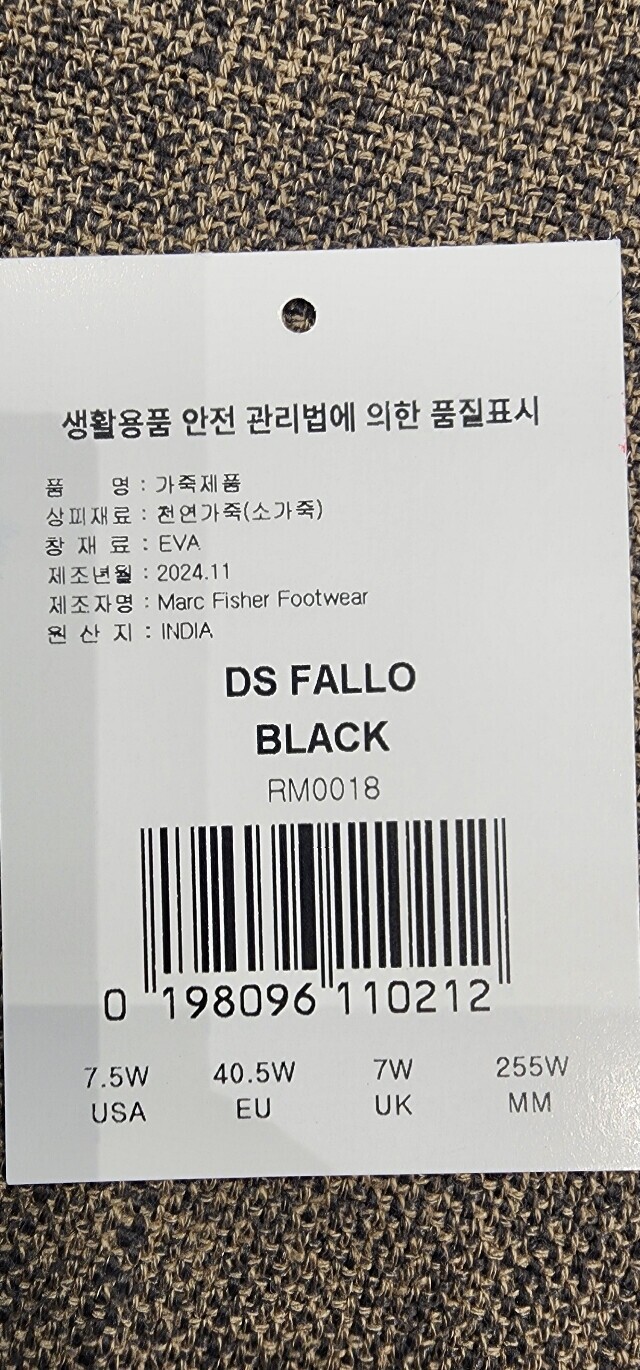 생활용품 안전 관리법에 의한 품질표시
품 명 : 가죽제품
상피재료 : 천연가죽(소가죽)
창 재 료 : EVA
제조년월 : 2024.11
제조자명 : Marc Fisher Footwear
원 산 지 : INDIA
DS FALLO
BLACK
RM0018
0 198096 110212
7.5W 40.5W 7W 255W
USA EU UK MM